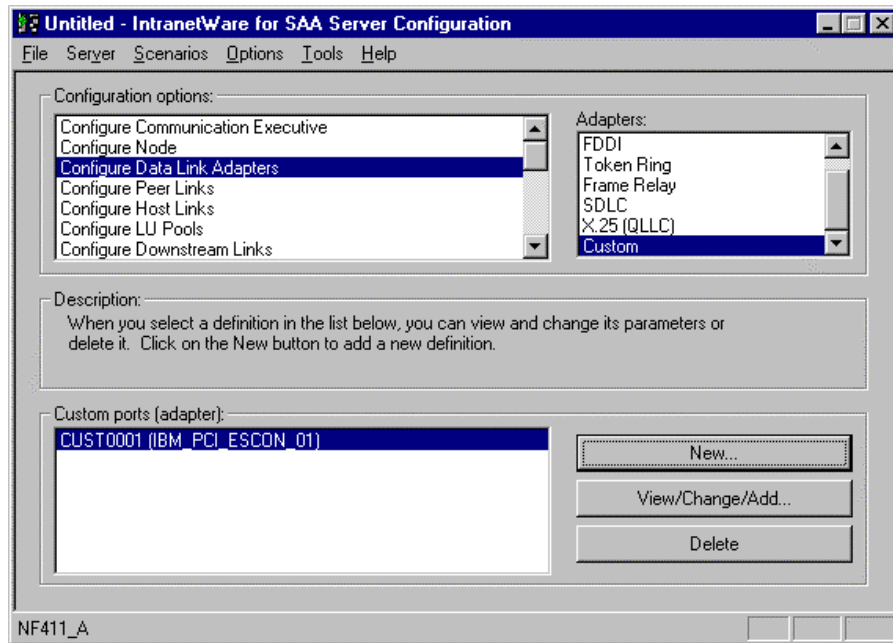 Untitled - IntranetWare for SAA Server Configuration
File Server Scenarios Options Tools Help
Configuration options:
Configure Communication Executive
Configure Node
Configure Data Link Adapters
Configure Peer Links
Configure Host Links
Configure LU Pools
Configure Downstream Links
Adapters:
FDDI
Token Ring
Frame Relay
SDLC
X.25 (QLLC)
Custom
Description:
When you select a definition in the list below, you can view and change its parameters or
delete it. Click on the New button to add a new definition.
Custom ports (adapter):
CUST0001 (IBM_PCI_ESCON_01)
New...
View/Change/Add...
Delete
NF411_A